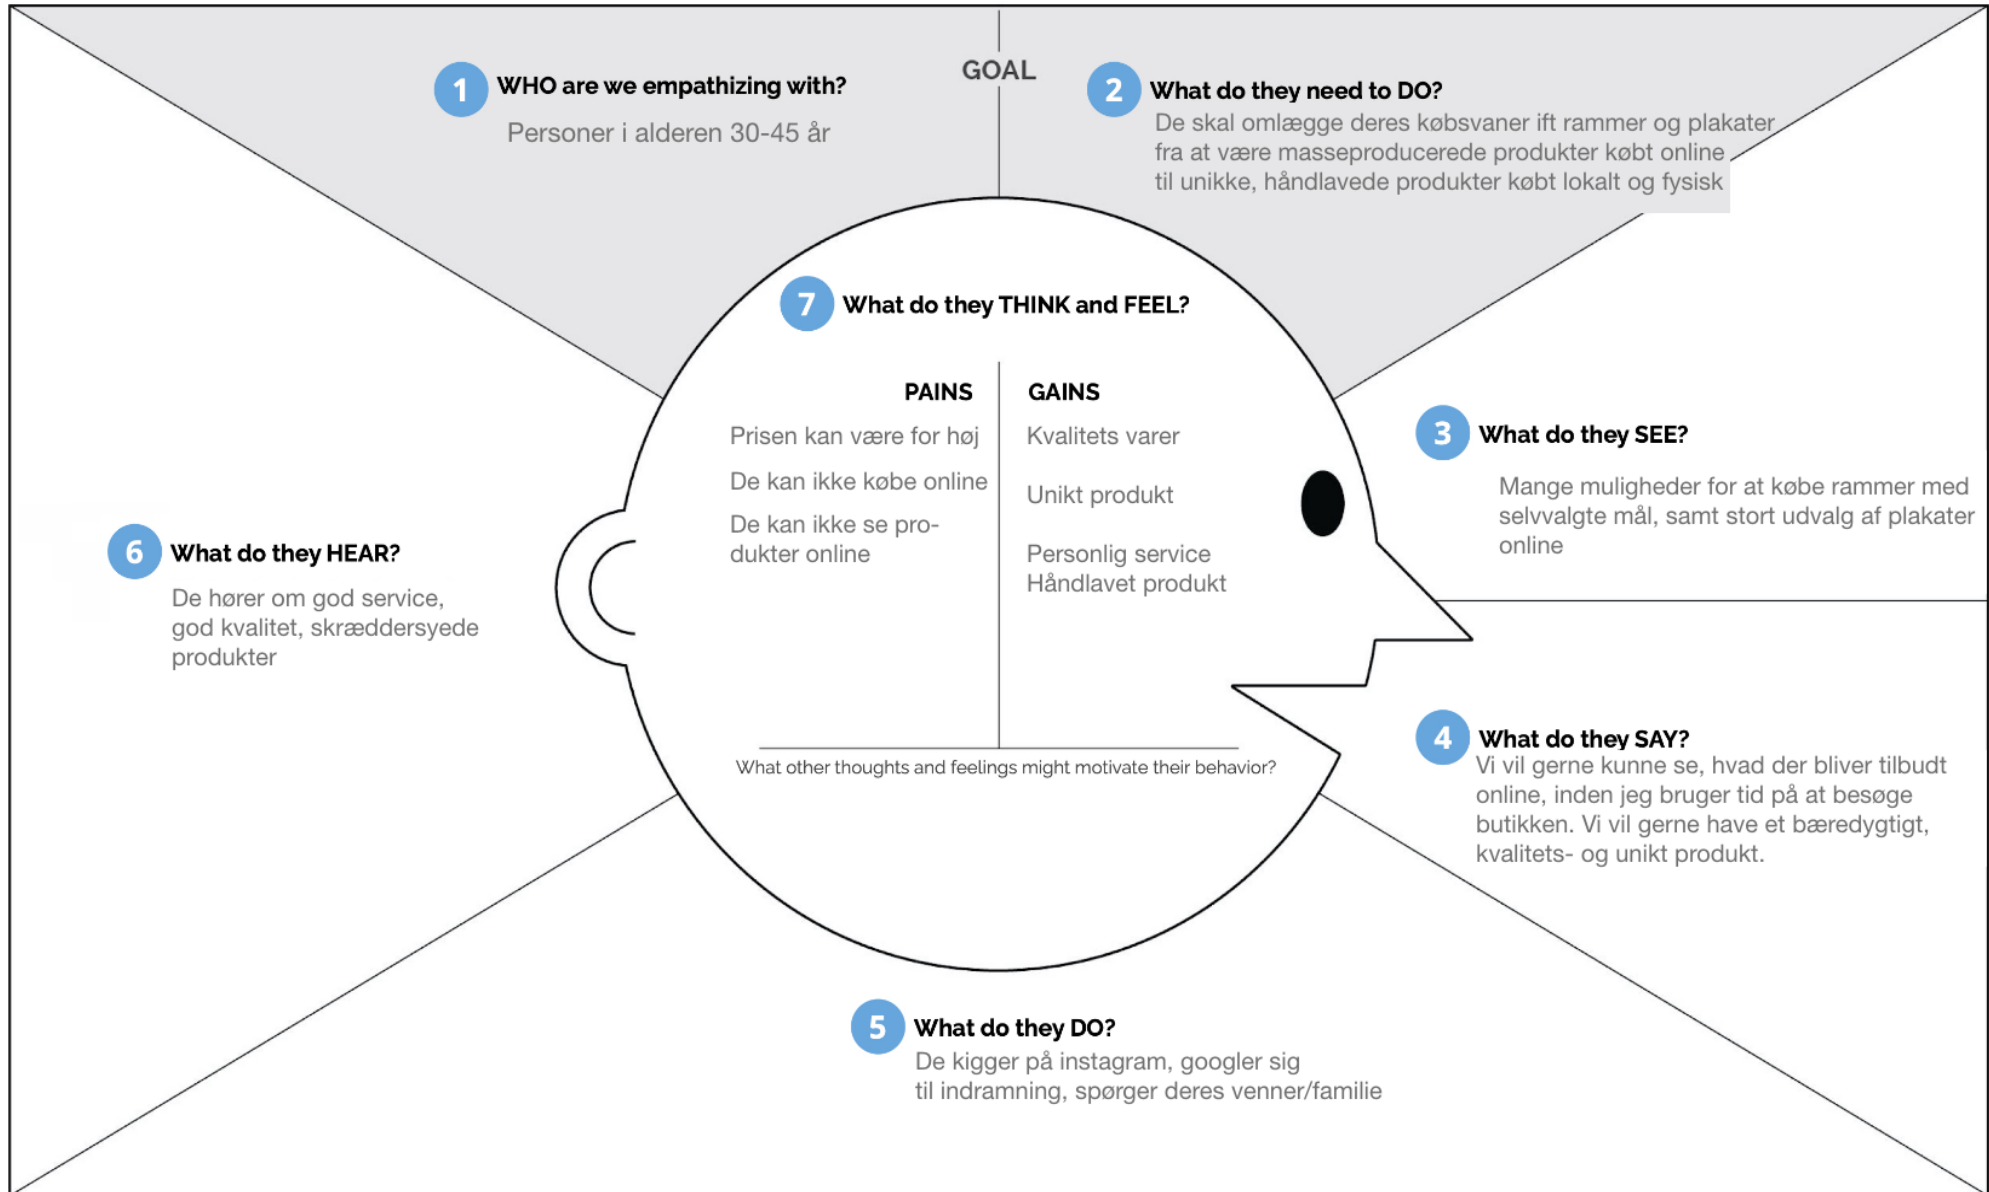 GOAL
1 WHO are we empathizing with?
Personer i alderen 30-45 år
2 What do they need to DO?
De skal omlægge deres købsvaner ift rammer og plakater
fra at være masseproducerede produkter købt online
til unikke, håndlavede produkter købt lokalt og fysisk
3 What do they SEE?
Mange muligheder for at købe rammer med
selvvalgte mål, samt stort udvalg af plakater
online
4 What do they SAY?
Vi vil gerne kunne se, hvad der bliver tilbudt
online, inden jeg bruger tid på at besøge
butikken. Vi vil gerne have et bæredygtigt,
kvalitets- og unikt produkt.
5 What do they DO?
De kigger på instagram, googler sig
til indramning, spørger deres venner/familie
6 What do they HEAR?
De hører om god service,
god kvalitet, skræddersyede
produkter
7 What do they THINK and FEEL?
PAINS
Prisen kan være for høj
De kan ikke købe online
De kan ikke se pro-
dukter online
GAINS
Kvalitets varer
Unikt produkt
Personlig service
Håndlavet produkt
What other thoughts and feelings might motivate their behavior?